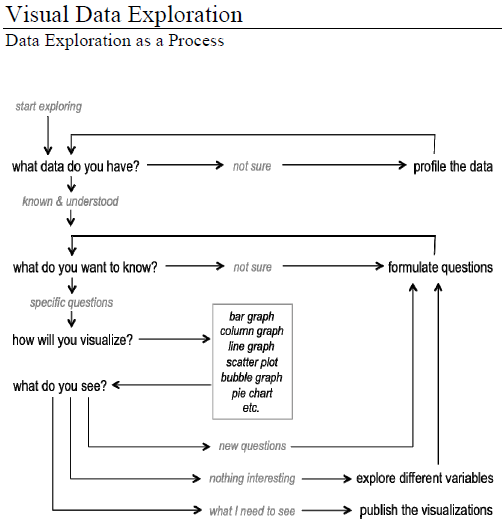 Visual Data Exploration
Data Exploration as a Process
start exploring
what data do you have?
not sure
profile the data
known & understood
what do you want to know?
not sure
formulate questions
specific questions
how will you visualize?
bar graph
column graph
line graph
scatter plot
bubble graph
pie chart
etc.
what do you see?
new questions
nothing interesting
explore different variables
what I need to see
publish the visualizations